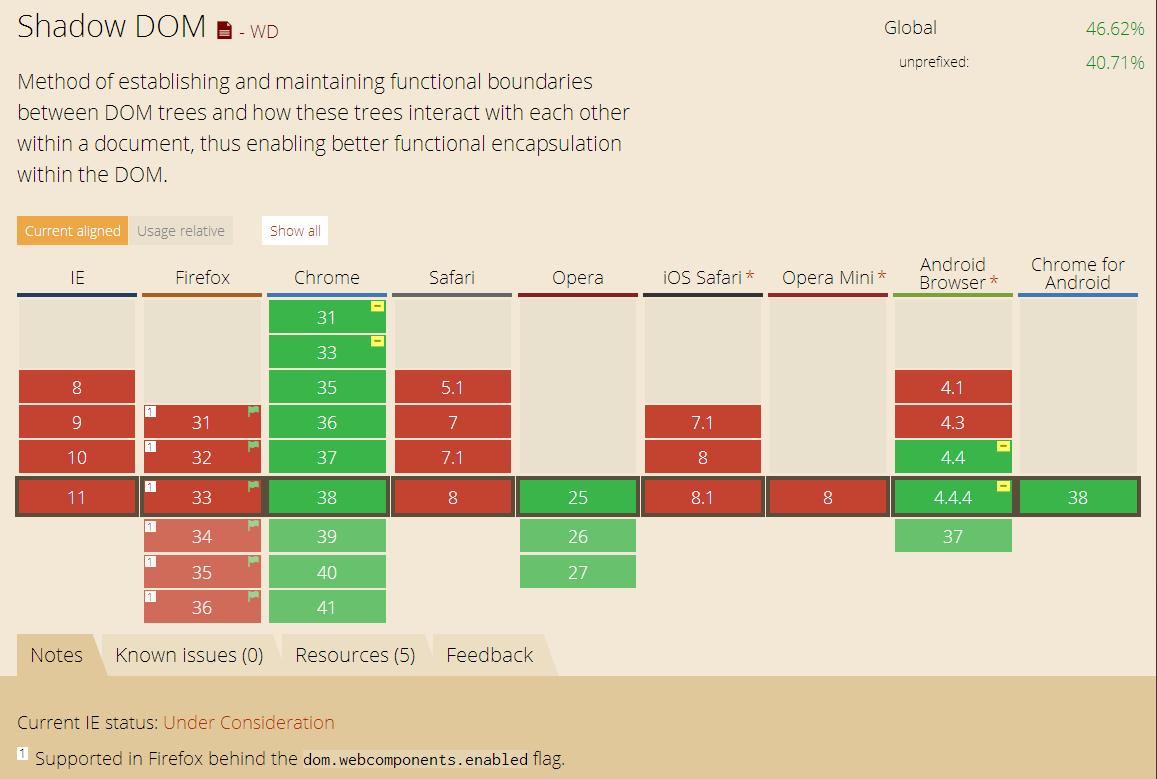 Shadow DOM - WD
Global 46.62%
unprefixed: 40.71%
Method of establishing and maintaining functional boundaries
between DOM trees and how these trees interact with each other
within a document, thus enabling better functional encapsulation
within the DOM.
Current aligned Usage relative Show all
IE Firefox Chrome Safari Opera iOS Safari * Opera Mini * Android Browser * Chrome for Android
31 -
33 -
8 35 5.1 4.1
9 1 31 36 7 7.1 4.3
10 1 32 37 7.1 8 4.4 -
11 1 33 38 8 25 8.1 8 4.4.4 - 38
1 34 39 26 37
1 35 40 27
1 36 41
Notes Known issues (0) Resources (5) Feedback
Current IE status: Under Consideration
1 Supported in Firefox behind the dom.webcomponents.enabled flag.